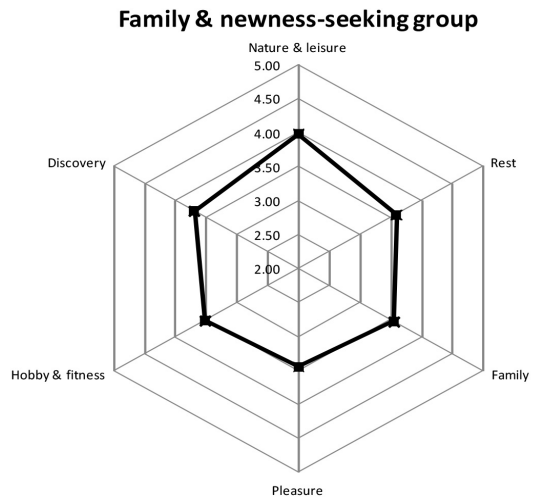 Family & newness-seeking group
Nature & leisure
5.00
4.50
4.00
3.50
3.00
2.50
2.00
Discovery
Rest
Hobby & fitness
Family
Pleasure